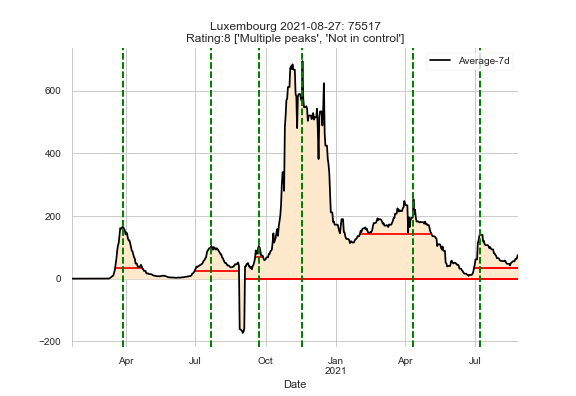 Luxembourg 2021-08-27: 75517
Rating:8 ['Multiple peaks', 'Not in control']
Average-7d
600
400
200
0
−200
Apr
Jul
Oct
Jan
2021
Apr
Jul
Date